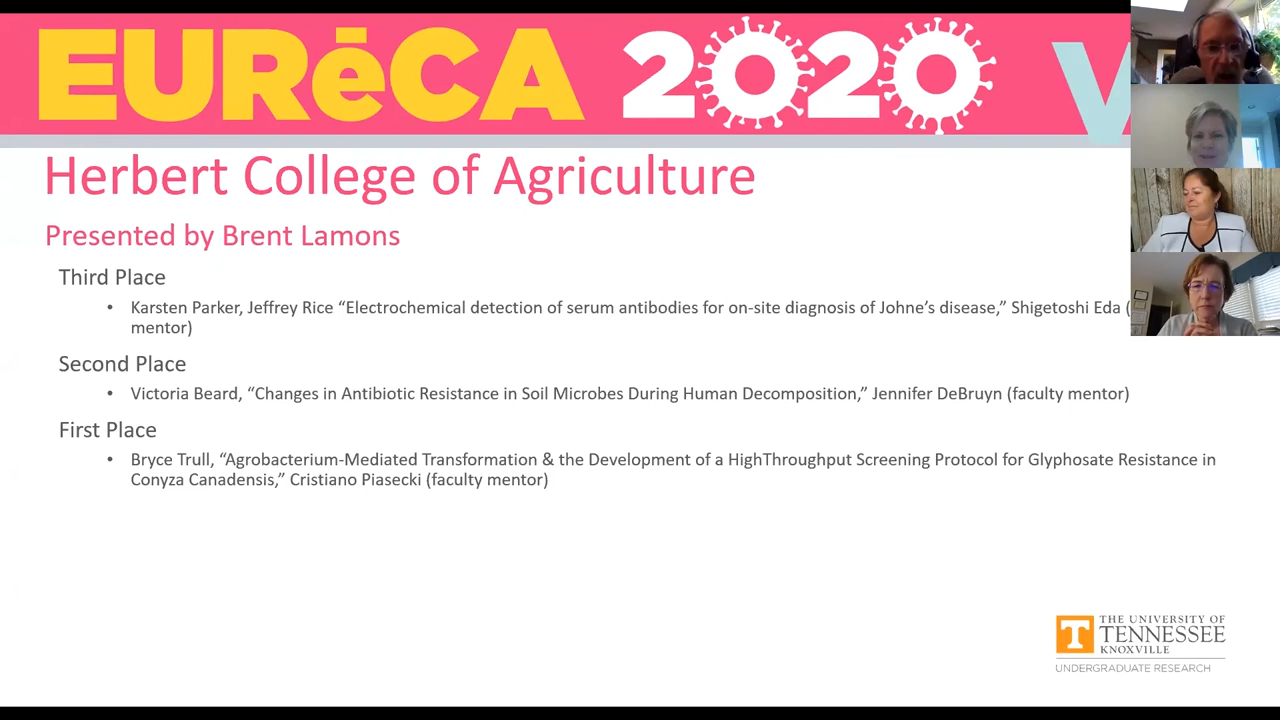 EURēCA 2020 V
Herbert College of Agriculture
Presented by Brent Lamons
Third Place
• Karsten Parker, Jeffrey Rice “Electrochemical detection of serum antibodies for on-site diagnosis of Johne’s disease,” Shigetoshi Eda (
mentor)
Second Place
• Victoria Beard, “Changes in Antibiotic Resistance in Soil Microbes During Human Decomposition,” Jennifer DeBruyn (faculty mentor)
First Place
• Bryce Trull, “Agrobacterium-Mediated Transformation & the Development of a HighThroughput Screening Protocol for Glyphosate Resistance in
Conyza Canadensis,” Cristiano Piasecki (faculty mentor)
T
THE UNIVERSITY OF
TENNESSEE
KNOXVILLE
UNDERGRADUATE RESEARCH